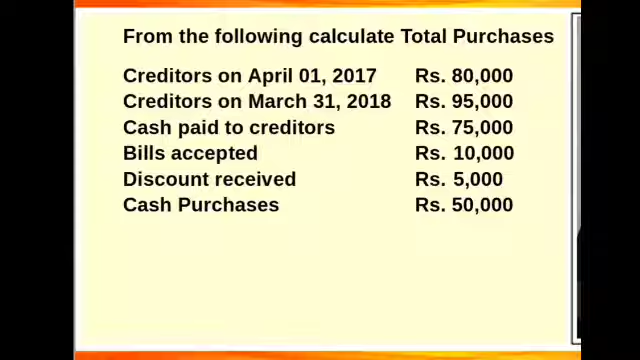 From the following calculate Total Purchases
Creditors on April 01, 2017 Rs. 80,000
Creditors on March 31, 2018 Rs. 95,000
Cash paid to creditors Rs. 75,000
Bills accepted Rs. 10,000
Discount received Rs. 5,000
Cash Purchases Rs. 50,000